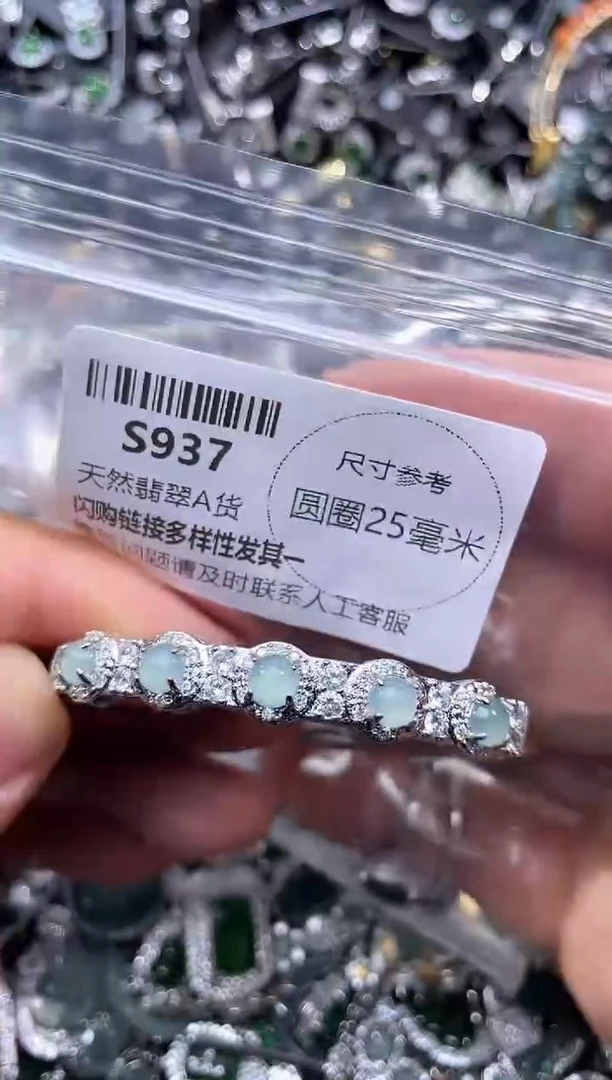 S937
天然翡翠A货
闪购链接多样性发其一
问题请及时联系人工客服
尺寸参考
圆圈25毫米